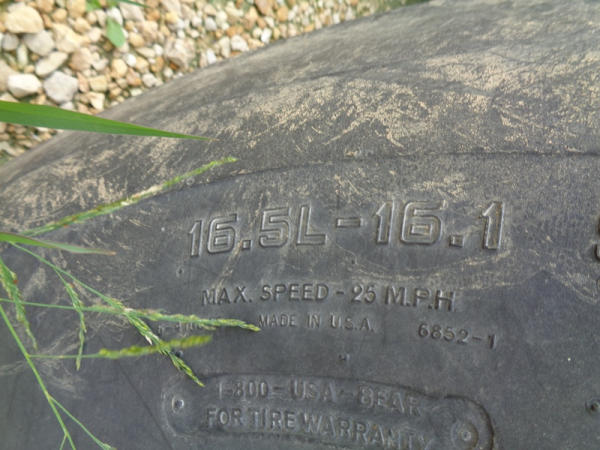 16.5L-16.1
MAX. SPEED - 25 M.P.H.
MADE IN U.S.A. 6852-1
1-800-USA-BEAR
FOR TIRE WARRANTY